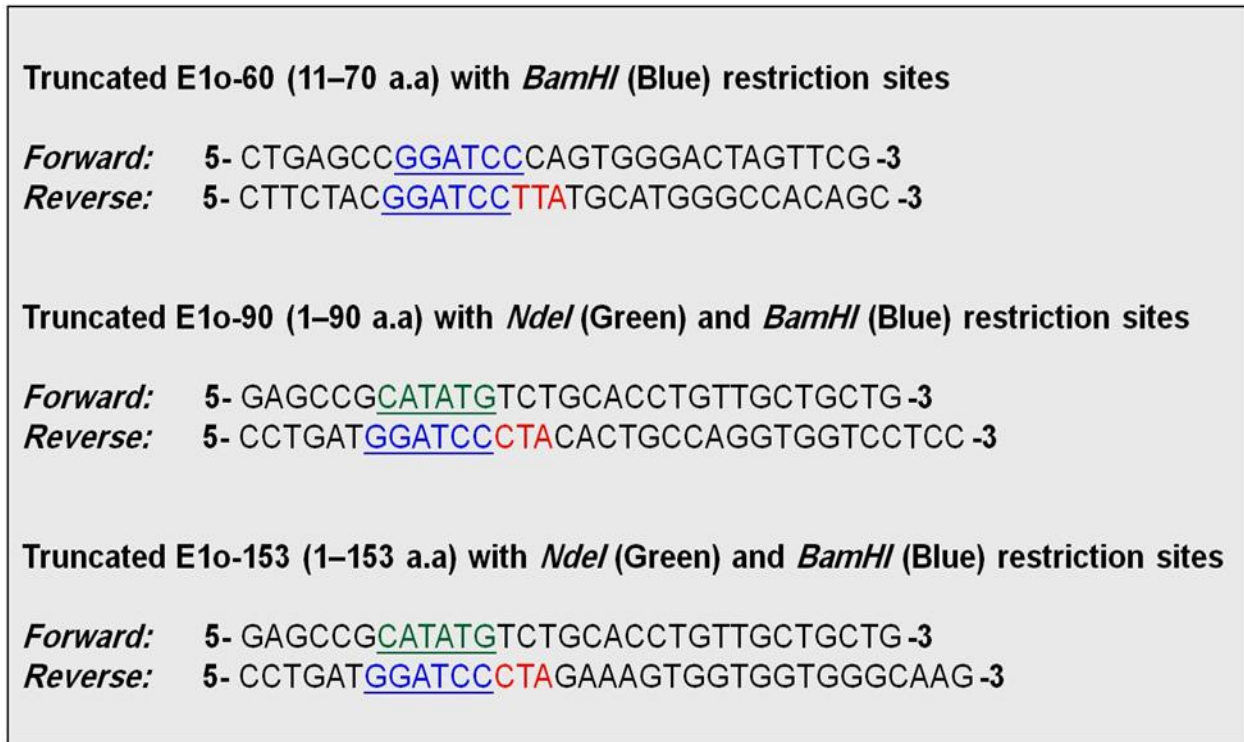 Truncated E1o-60 (11–70 a.a) with BamHI (Blue) restriction sites
Forward: 5- CTGAGCCGGATCCCAGTGGGACTAGTTCG -3
Reverse: 5- CTTCTACGGATCCTTATGCATGGGCCACAGC -3
Truncated E1o-90 (1–90 a.a) with NdeI (Green) and BamHI (Blue) restriction sites
Forward: 5- GAGCCGCATATGTCTGCACCTGTTGCTGCTG -3
Reverse: 5- CCTGATGGATCCCTACACTGCCAGGTGGTCCTCC -3
Truncated E1o-153 (1–153 a.a) with NdeI (Green) and BamHI (Blue) restriction sites
Forward: 5- GAGCCGCATATGTCTGCACCTGTTGCTGCTG -3
Reverse: 5- CCTGATGGATCCCTAGAAAGTGGTGGTGGGCAAG -3